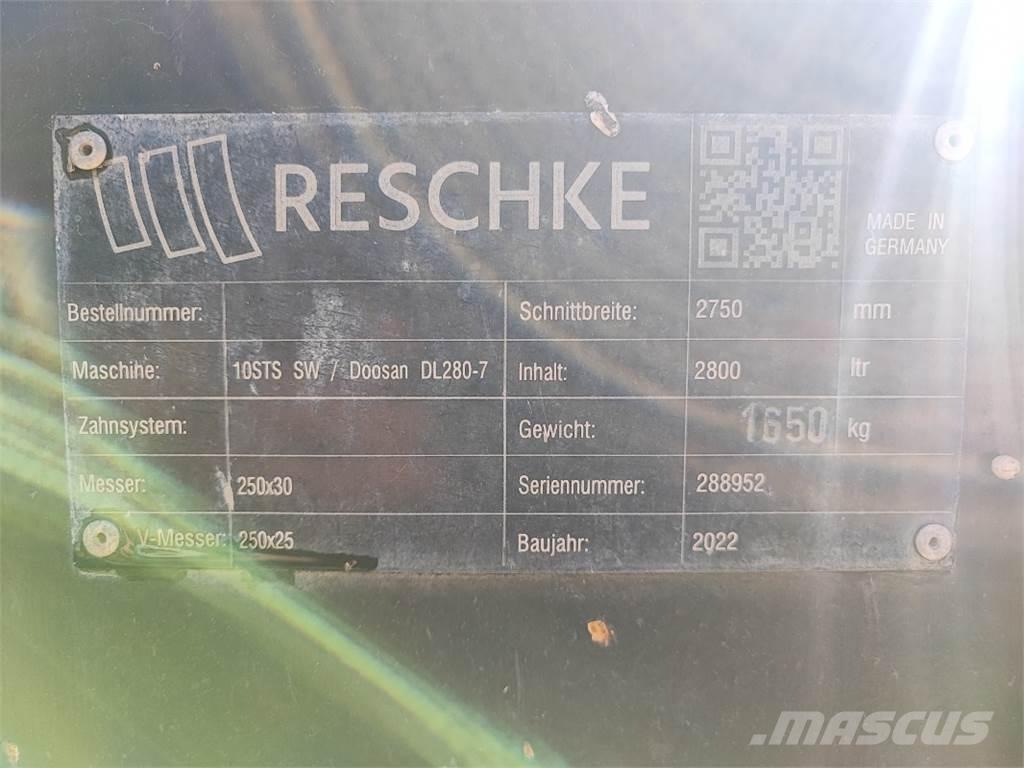 RESCHKE
MADE IN
GERMANY
Bestellnummer: Schnittbreite: 2750 mm
Maschine: 10STS SW / Doosan DL280-7 Inhalt: 2800 ltr
Zahnsystem: Gewicht: 1650 kg
Messer: 250x30 Seriennummer: 288952
V-Messer: 250x25 Baujahr: 2022
MASCUS